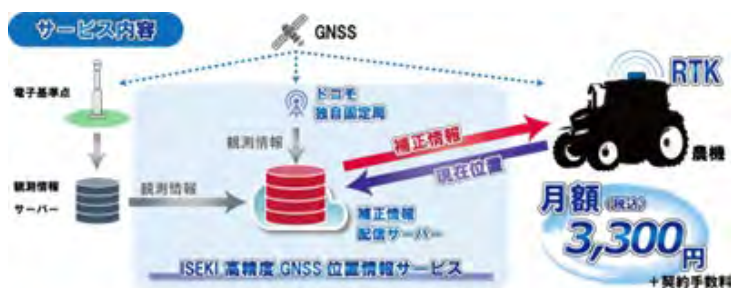 サービス内容
GNSS
RTK
電子基準点
ドコモ
独自固定局
観測情報
補正情報
現在位置
農機
観測情報
サーバー
観測情報
補正情報
配信サーバー
月額(税込)
3,300円
+契約手数料
ISEKI 高精度 GNSS 位置情報サービス